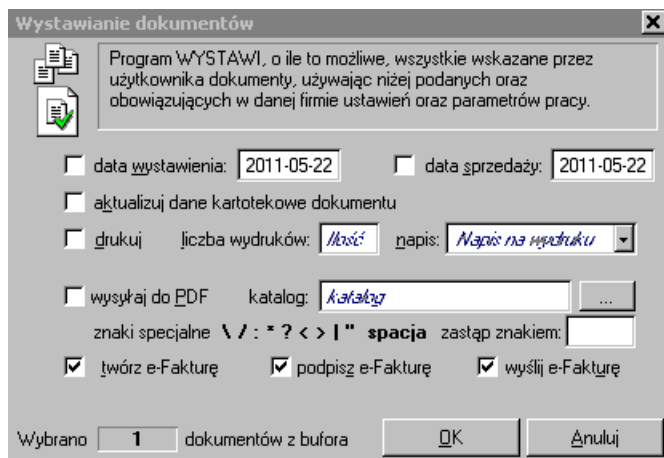 Wystawianie dokumentów
Program WYSTAWI, o ile to możliwe, wszystkie wskazane przez
użytkownika dokumenty, używając niżej podanych oraz
obowiązujących w danej firmie ustawień oraz parametrów pracy.
data wystawienia: 2011-05-22 data sprzedaży: 2011-05-22
aktualizuj dane kartotekowe dokumentu
drukuj liczba wydruków: Ilość napis: Napis na wydruku
wysyłaj do PDF katalog: katalog ...
znaki specjalne \ / : * ? < > | " spacja zastąp znakiem:
twórz e-Fakturę podpisz e-Fakturę wyślij e-Fakturę
Wybrano 1 dokumentów z bufora OK Anuluj